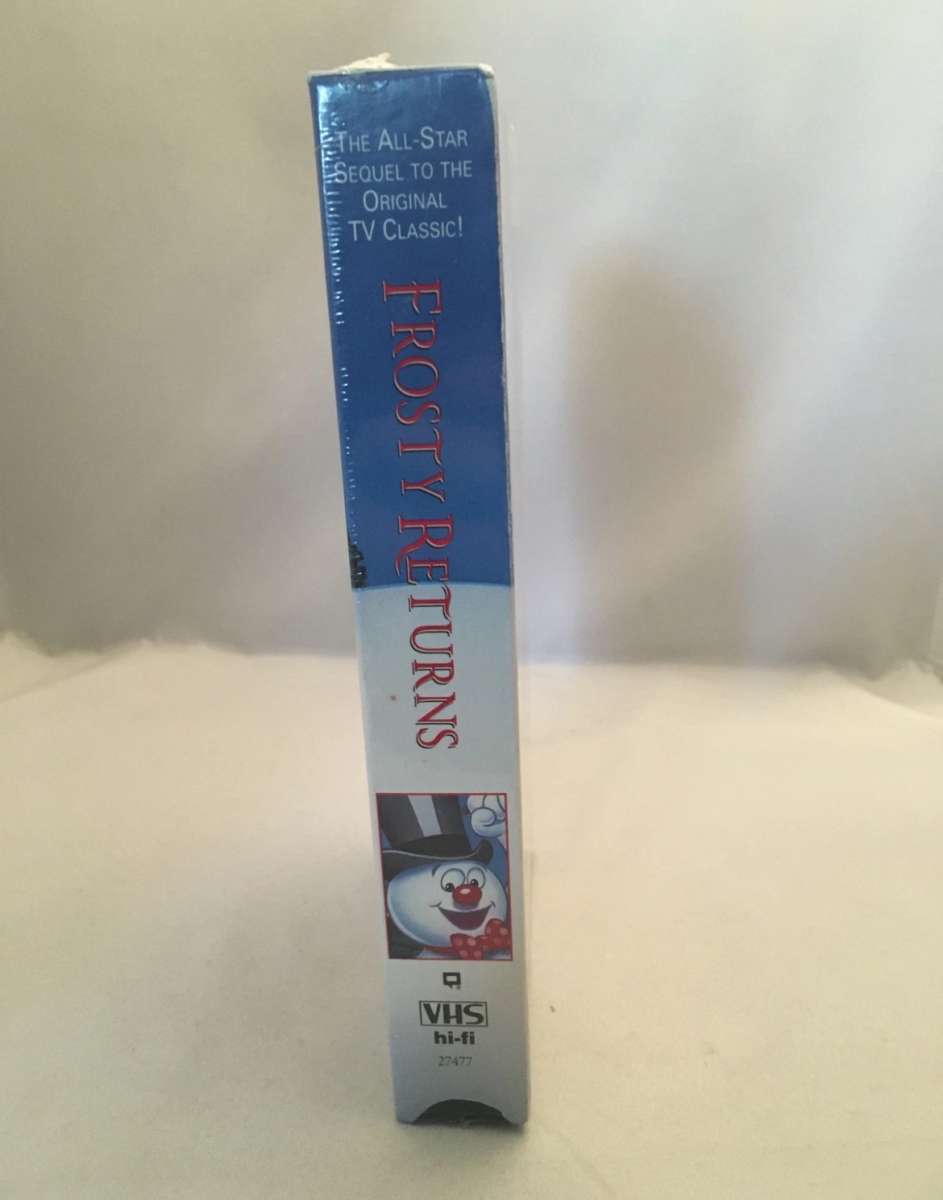 THE ALL-STAR
SEQUEL TO THE
ORIGINAL
TV CLASSIC!
FROSTY RETURNS
VHS
hi-fi
27477